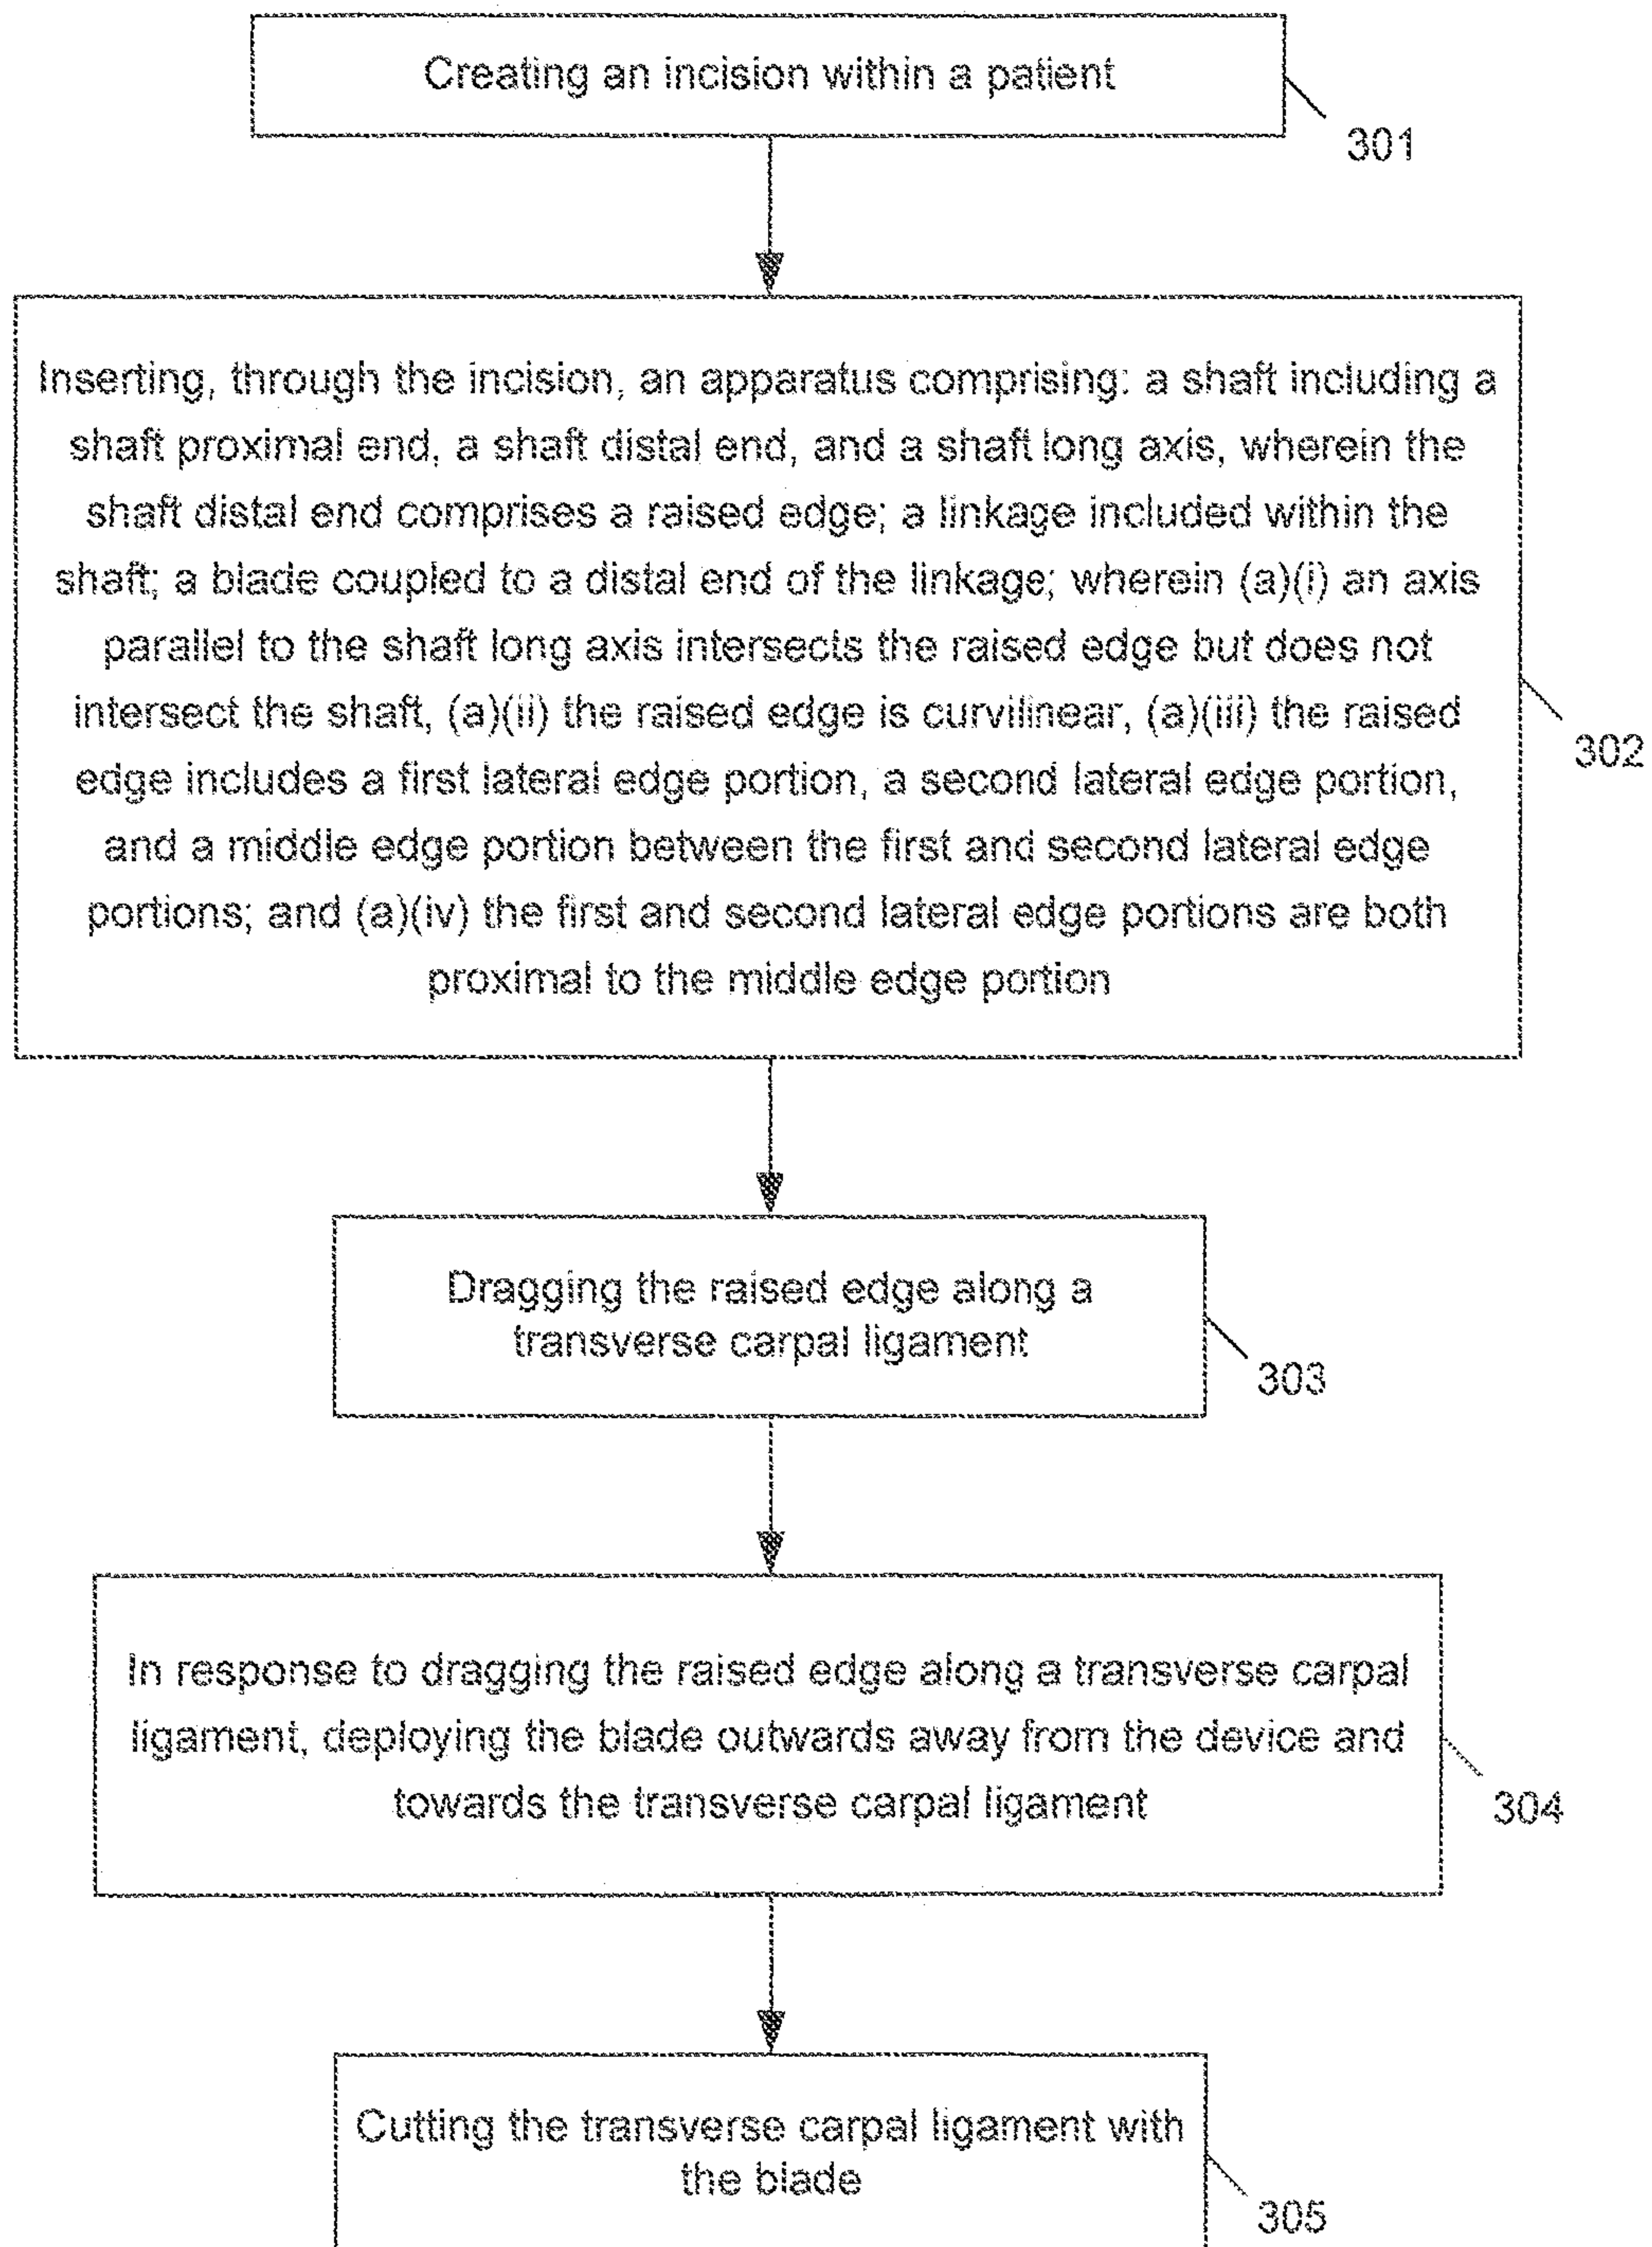 Creating an incision within a patient
301
Inserting, through the incision, an apparatus comprising: a shaft including a
shaft proximal end, a shaft distal end, and a shaft long axis, wherein the
shaft distal end comprises a raised edge; a linkage included within the
shaft; a blade coupled to a distal end of the linkage; wherein (a)(i) an axis
parallel to the shaft long axis intersects the raised edge but does not
intersect the shaft, (a)(ii) the raised edge is curvilinear, (a)(iii) the raised
edge includes a first lateral edge portion, a second lateral edge portion,
and a middle edge portion between the first and second lateral edge
portions; and (a)(iv) the first and second lateral edge portions are both
proximal to the middle edge portion
302
Dragging the raised edge along a
transverse carpal ligament
303
In response to dragging the raised edge along a transverse carpal
ligament, deploying the blade outwards away from the device and
towards the transverse carpal ligament
304
Cutting the transverse carpal ligament with
the blade
305